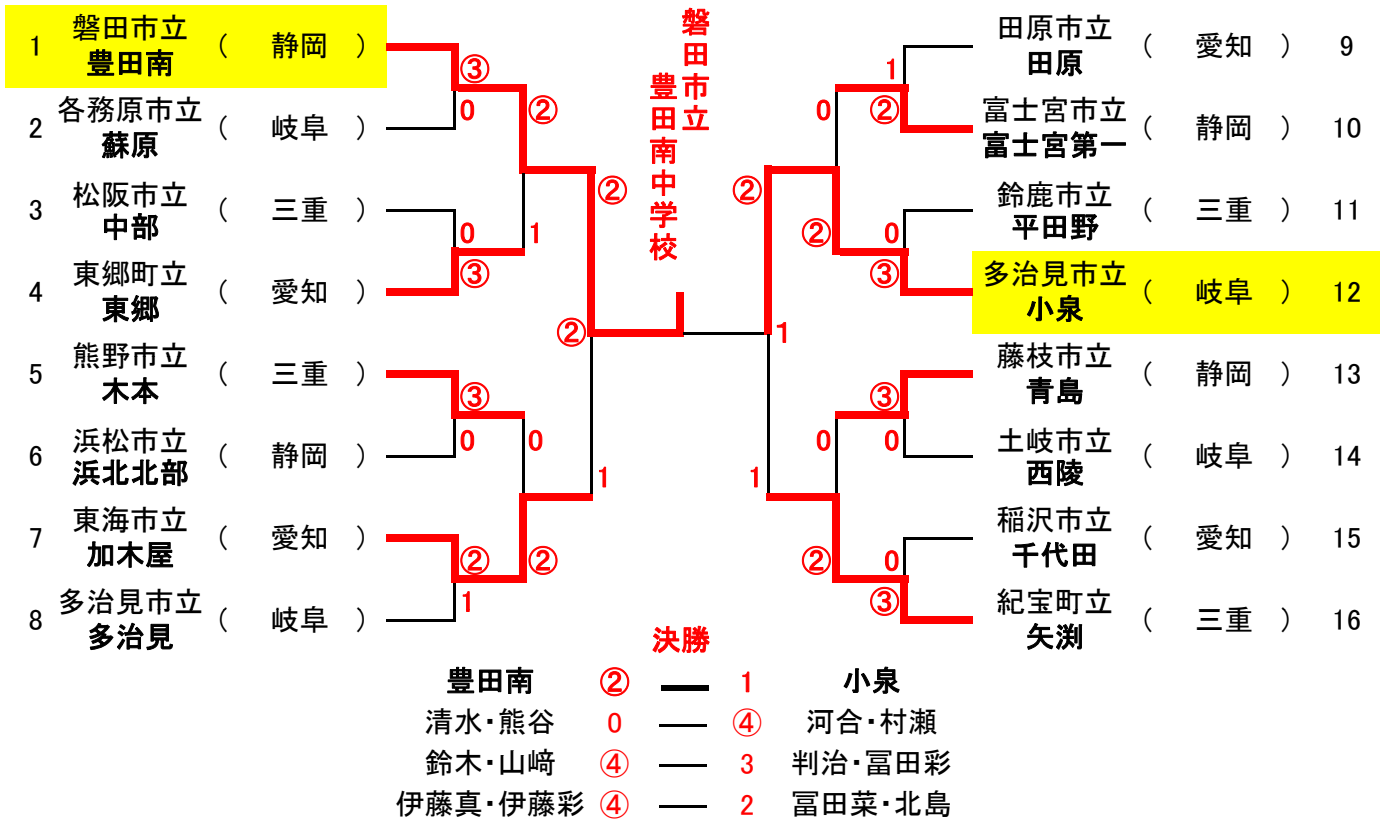 磐田市立
豊田南中学校
1 磐田市立 豊田南 ( 静岡 )
2 各務原市立 蘇原 ( 岐阜 )
3 松阪市立 中部 ( 三重 )
4 東郷町立 東郷 ( 愛知 )
5 熊野市立 木本 ( 三重 )
6 浜松市立 浜北北部 ( 静岡 )
7 東海市立 加木屋 ( 愛知 )
8 多治見市立 多治見 ( 岐阜 )
③
0
0
③
③
0
②
1
②
1
0
②
②
1
②
田原市立 田原 ( 愛知 ) 9
富士宮市立 富士宮第一 ( 静岡 ) 10
鈴鹿市立 平田野 ( 三重 ) 11
多治見市立 小泉 ( 岐阜 ) 12
藤枝市立 青島 ( 静岡 ) 13
土岐市立 西陵 ( 岐阜 ) 14
稲沢市立 千代田 ( 愛知 ) 15
紀宝町立 矢渕 ( 三重 ) 16
1
②
0
③
③
0
0
③
0
②
0
②
②
1
1
決勝
豊田南 ② ― 1 小泉
清水・熊谷 0 ― ④ 河合・村瀬
鈴木・山﨑 ④ ― 3 判治・冨田彩
伊藤真・伊藤彩 ④ ― 2 冨田菜・北島